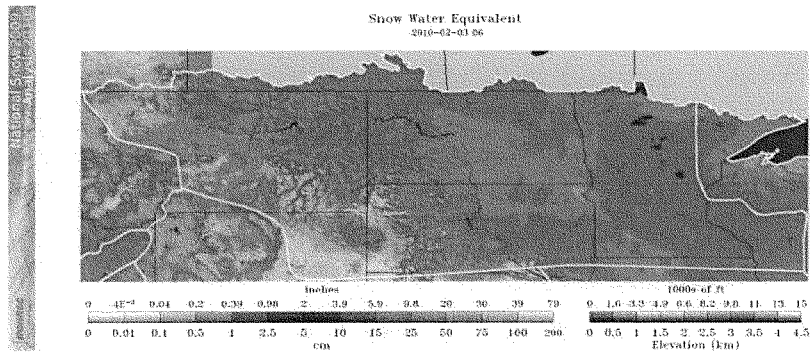 National Snow
Analysis
Snow Water Equivalent
2010-02-03 06
inches
0 0.04 0.2 0.39 0.98 2 3.9 5.9 9.8 20 30 39 79
0 0.01 0.1 0.5 1 2.5 5 10 15 25 50 75 100 200
cm
1000s of ft
0 1.6 3.3 4.9 6.6 8.2 9.8 11 13 15
0 0.5 1 1.5 2 2.5 3 3.5 4 4.5
Elevation (km)